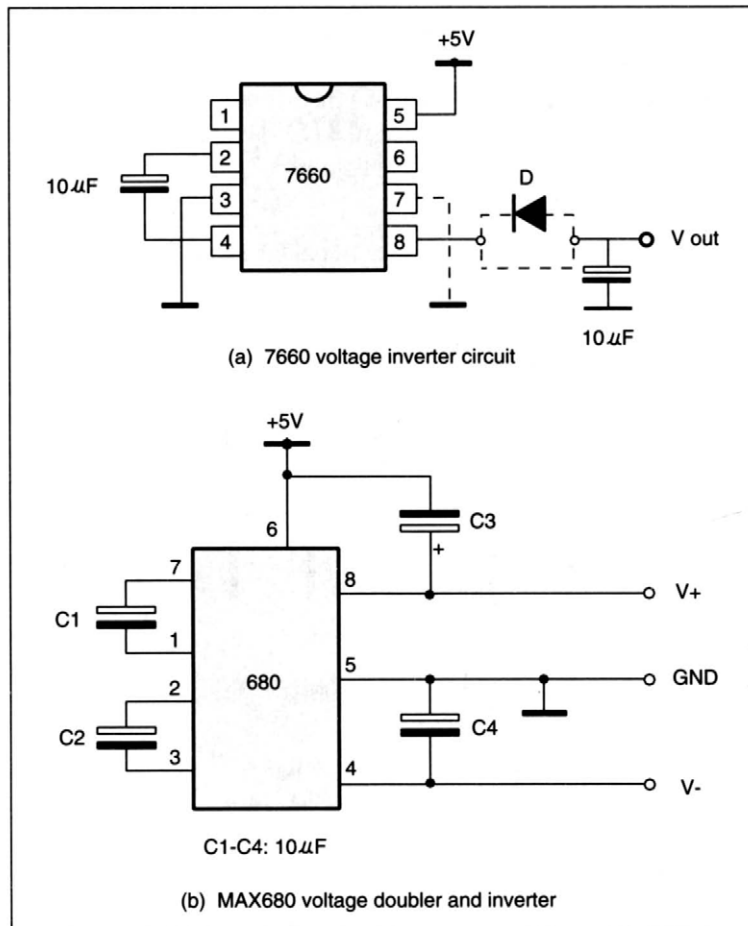 +5V
1
5
2
6
10µF
7660
D
3
7
4
8
V out
10µF
(a) 7660 voltage inverter circuit
+5V
6
C3
+
7
8
V+
C1
1
680
5
GND
2
C2
C4
3
4
V-
C1-C4: 10µF
(b) MAX680 voltage doubler and inverter